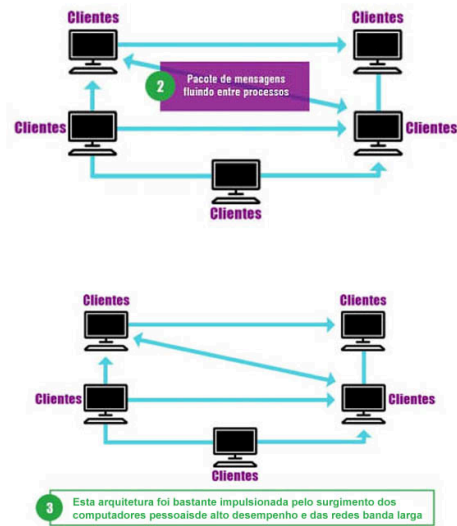 Clientes
Clientes
2
Pacote de mensagens
fluindo entre processos
Clientes
Clientes
Clientes
Clientes
Clientes
Clientes
Clientes
Clientes
3
Esta arquitetura foi bastante impulsionada pelo surgimento dos
computadores pessoaisde alto desempenho e das redes banda larga